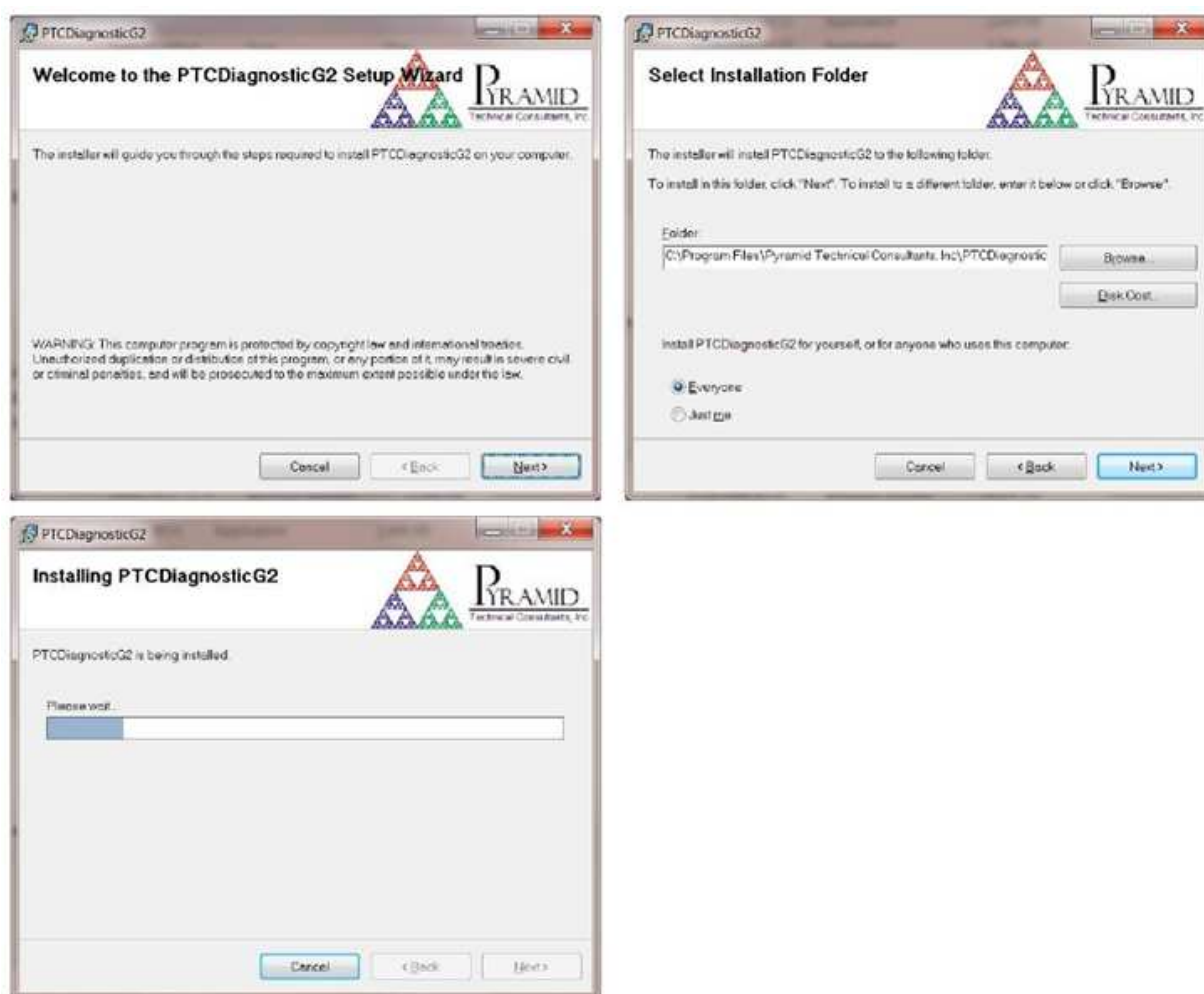 PTCDiagnosticG2
Welcome to the PTCDiagnosticG2 Setup Wizard
PYRAMID
Technical Consultants, Inc.
The installer will guide you through the steps required to install PTCDiagnosticG2 on your computer.
WARNING: This computer program is protected by copyright law and international treaties.
Unauthorized duplication or distribution of this program, or any portion of it, may result in severe civil
or criminal penalties, and will be prosecuted to the maximum extent possible under the law.
Cancel < Back Next >
PTCDiagnosticG2
Select Installation Folder
PYRAMID
Technical Consultants, Inc
The installer will install PTCDiagnosticG2 to the following folder.
To install in this folder, click "Next". To install to a different folder, enter it below or click "Browse".
Folder:
C:\Program Files\Pyramid Technical Consultants, Inc\PTCDiagnostic Browse...
Disk Cost...
Install PTCDiagnosticG2 for yourself, or for anyone who uses this computer:
Everyone
Just me
Cancel < Back Next >
PTCDiagnosticG2
Installing PTCDiagnosticG2
PYRAMID
Technical Consultants, Inc
PTCDiagnosticG2 is being installed.
Please wait...
Cancel < Back Next >